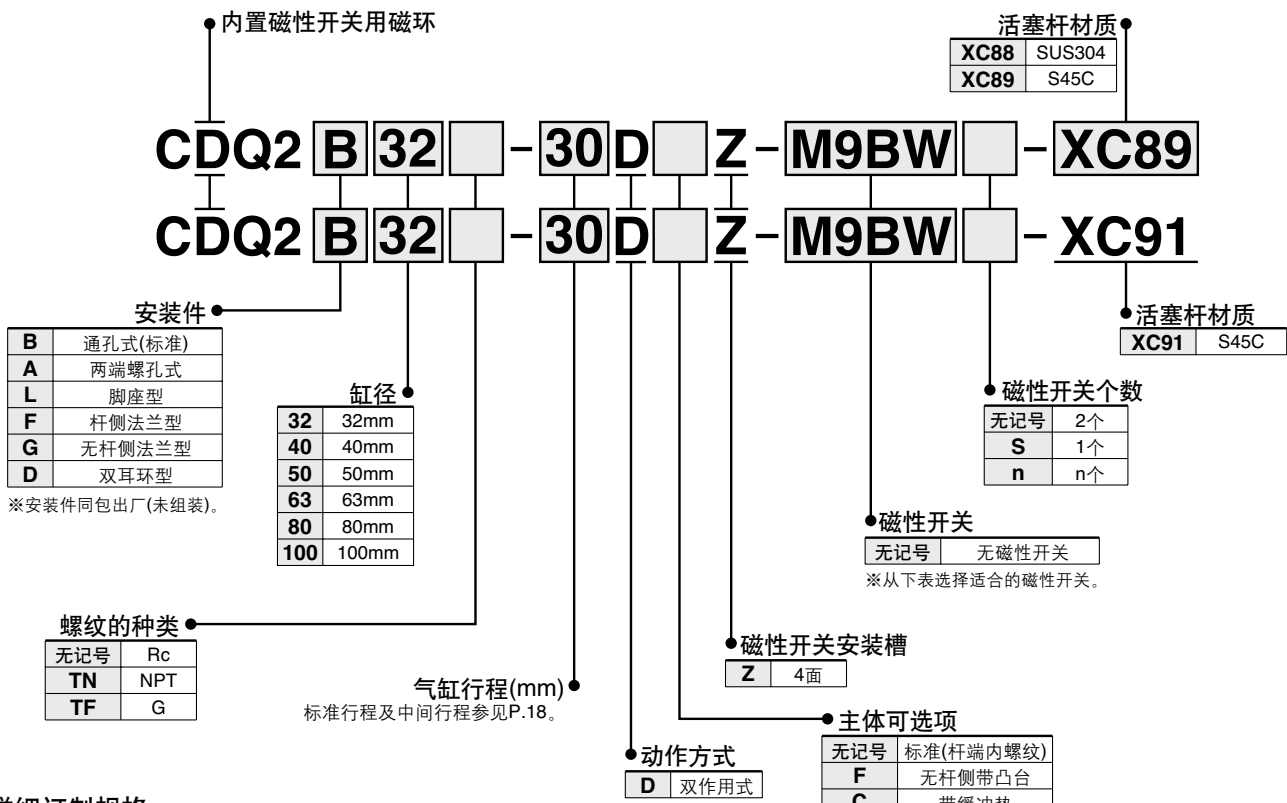 内置磁性开关用磁环
活塞杆材质
XC88 SUS304
XC89 S45C
CDQ2 B 32 -30 D Z-M9BW -XC89
CDQ2 B 32 -30 D Z-M9BW -XC91
安装件
B 通孔式(标准)
A 两端螺孔式
L 脚座型
F 杆侧法兰型
G 无杆侧法兰型
D 双耳环型
※安装件同包出厂(未组装)。
缸径
32 32mm
40 40mm
50 50mm
63 63mm
80 80mm
100 100mm
活塞杆材质
XC91 S45C
磁性开关个数
无记号 2个
S 1个
n n个
磁性开关
无记号 无磁性开关
※从下表选择适合的磁性开关。
螺纹的种类
无记号 Rc
TN NPT
TF G
气缸行程(mm)
标准行程及中间行程参见P.18。
磁性开关安装槽
Z 4面
动作方式
D 双作用式
主体可选项
无记号 标准(杆端内螺纹)
F 无杆侧带凸台
C 带缓冲垫